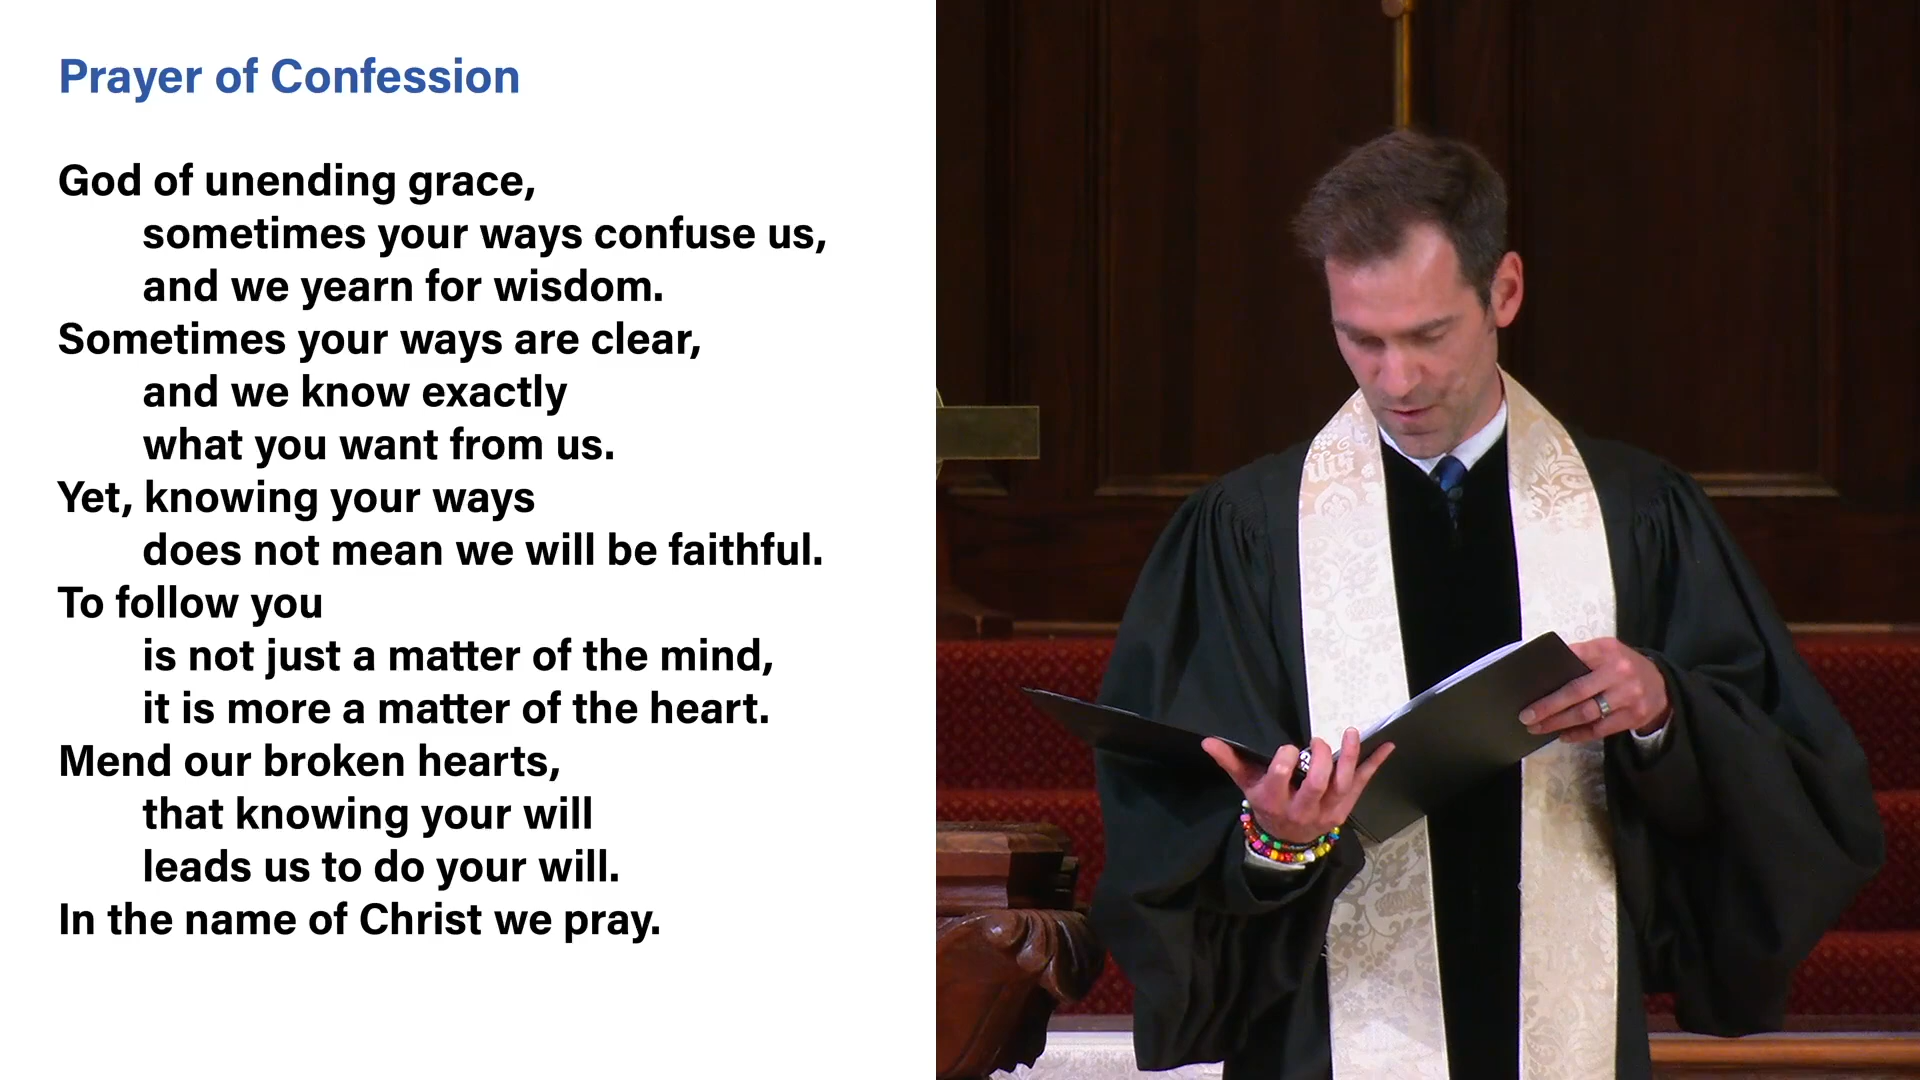 Prayer of Confession
God of unending grace,
sometimes your ways confuse us,
and we yearn for wisdom.
Sometimes your ways are clear,
and we know exactly
what you want from us.
Yet, knowing your ways
does not mean we will be faithful.
To follow you
is not just a matter of the mind,
it is more a matter of the heart.
Mend our broken hearts,
that knowing your will
leads us to do your will.
In the name of Christ we pray.